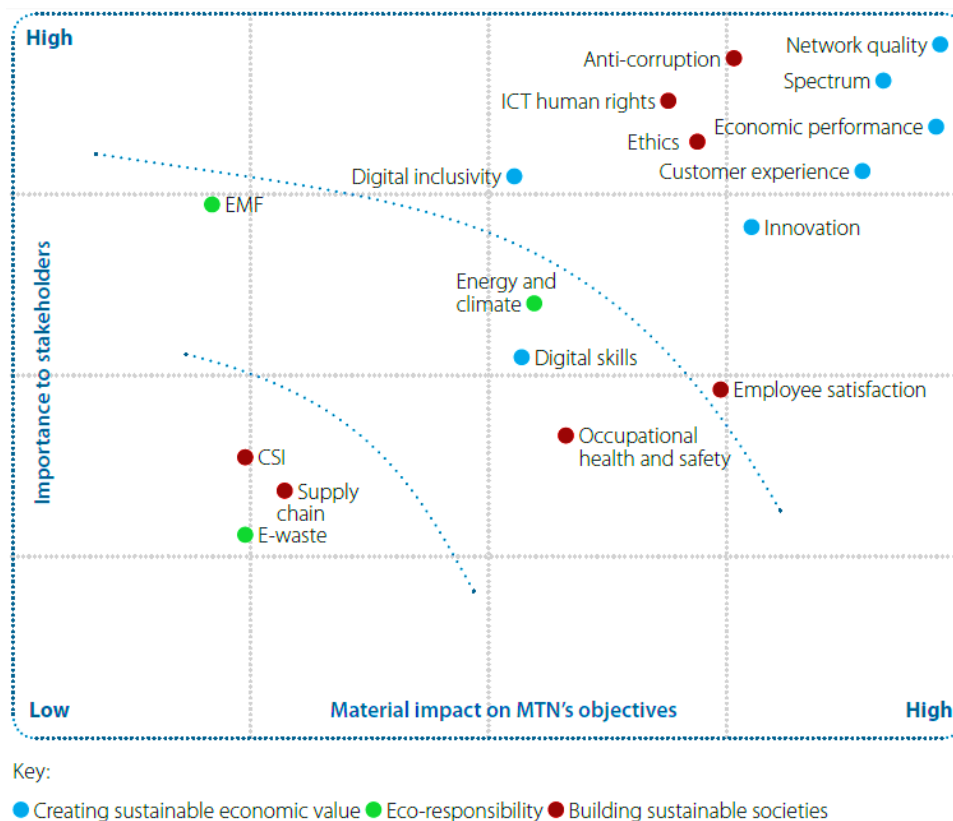 High
Network quality
Anti-corruption
Spectrum
ICT human rights
Economic performance
Ethics
Customer experience
Digital inclusivity
EMF
Innovation
Energy and
climate
Digital skills
Employee satisfaction
Occupational
health and safety
CSI
Supply
chain
E-waste
Importance to stakeholders
Low
Material impact on MTN's objectives
High
Key:
Creating sustainable economic value Eco-responsibility Building sustainable societies